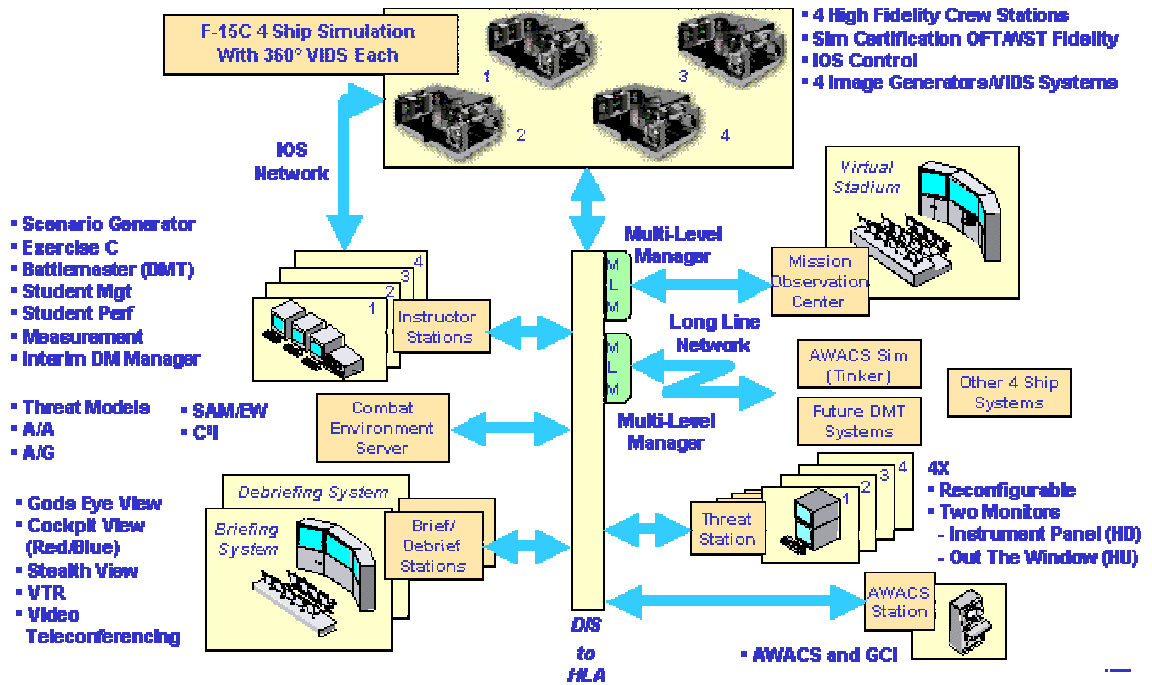 F-15C 4 Ship Simulation
With 360° VIDS Each
1
3
2
4
▪ 4 High Fidelity Crew Stations
▪ Sim Certification OFT/WST Fidelity
▪ IOS Control
▪ 4 Image Generators/VIDS Systems
IOS
Network
Virtual
Stadium
Mission
Observation
Center
Multi-Level
Manager
M
L
M
▪ Scenario Generator
▪ Exercise C
▪ Battlemaster (DMT)
▪ Student Mgt
▪ Student Perf
▪ Measurement
▪ Interim DM Manager
4
3
2
1
Instructor
Stations
Long Line
Network
M
L
M
Multi-Level
Manager
AWACS Sim
(Tinker)
Other 4 Ship
Systems
Future DMT
Systems
▪ Threat Models
▪ A/A
▪ A/G
▪ SAM/EW
▪ C⁴I
Combat
Environment
Server
4
3
2
1
Threat
Station
4X
▪ Reconfigurable
▪ Two Monitors
- Instrument Panel (HD)
- Out The Window (HU)
▪ Gods Eye View
▪ Cockpit View
(Red/Blue)
▪ Stealth View
▪ VTR
▪ Video
Teleconferencing
Debriefing System
Briefing
System
Brief/
Debrief
Stations
AWACS
Station
▪ AWACS and GCI
DIS
to
HLA